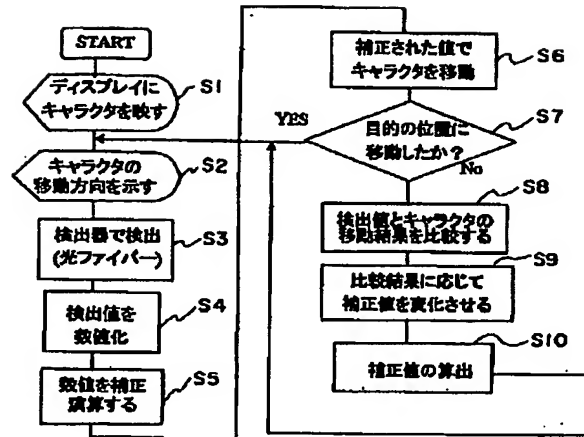 START
ディスプレイに
キャラクタを映す
S1
キャラクタの
移動方向を示す
S2
検出器で検出
(光ファイバー)
S3
検出値を
数値化
S4
数値を補正
演算する
S5
補正された値で
キャラクタを移動
S6
YES
目的の位置に
移動したか？
S7
No
検出値とキャラクタの
移動結果を比較する
S8
比較結果に応じて
補正値を変化させる
S9
補正値の算出
S10